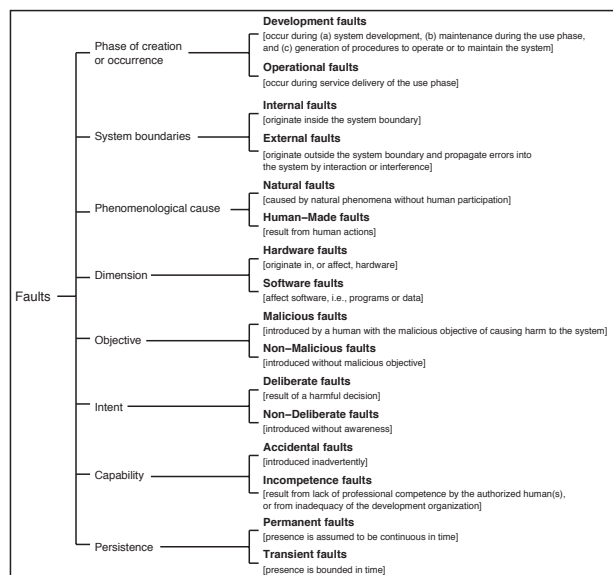 Faults
Phase of creation
or occurrence
Development faults
[occur during (a) system development, (b) maintenance during the use phase,
and (c) generation of procedures to operate or to maintain the system]
Operational faults
[occur during service delivery of the use phase]
System boundaries
Internal faults
[originate inside the system boundary]
External faults
[originate outside the system boundary and propagate errors into
the system by interaction or interference]
Phenomenological cause
Natural faults
[caused by natural phenomena without human participation]
Human–Made faults
[result from human actions]
Dimension
Hardware faults
[originate in, or affect, hardware]
Software faults
[affect software, i.e., programs or data]
Objective
Malicious faults
[introduced by a human with the malicious objective of causing harm to the system]
Non–Malicious faults
[introduced without malicious objective]
Intent
Deliberate faults
[result of a harmful decision]
Non–Deliberate faults
[introduced without awareness]
Capability
Accidental faults
[introduced inadvertently]
Incompetence faults
[result from lack of professional competence by the authorized human(s),
or from inadequacy of the development organization]
Persistence
Permanent faults
[presence is assumed to be continuous in time]
Transient faults
[presence is bounded in time]